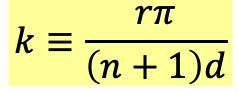 k ≡ rπ / (n + 1)d